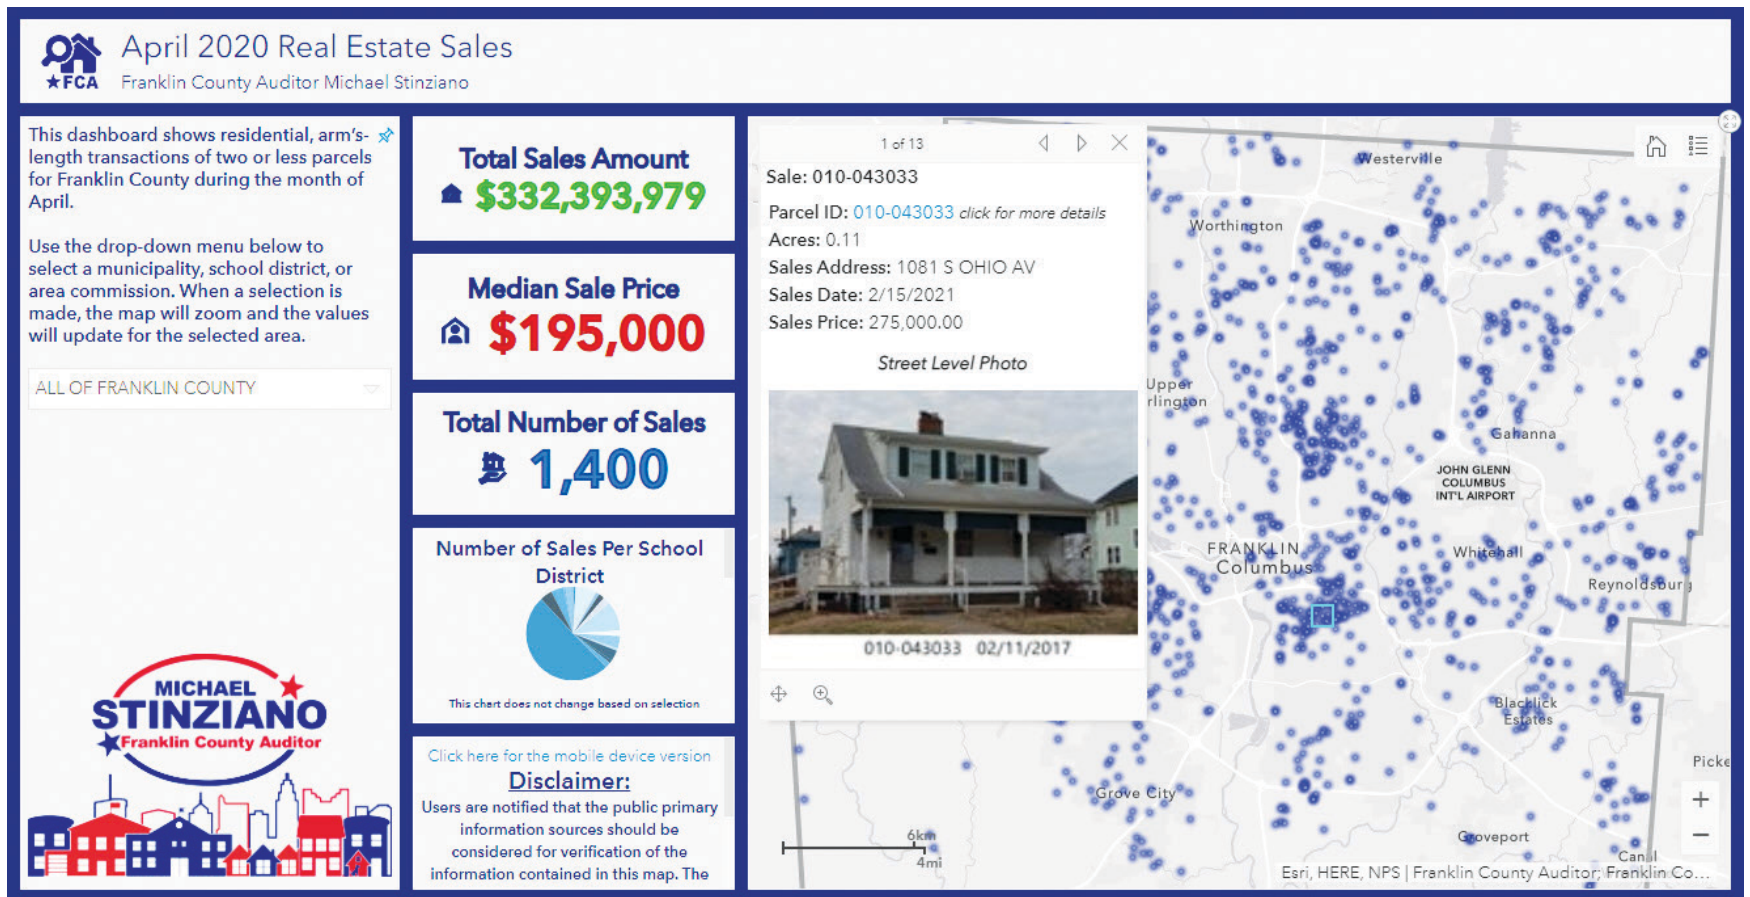 April 2020 Real Estate Sales
Franklin County Auditor Michael Stinziano
★FCA
This dashboard shows residential, arm's-
length transactions of two or less parcels
for Franklin County during the month of
April.
Use the drop-down menu below to
select a municipality, school district, or
area commission. When a selection is
made, the map will zoom and the values
will update for the selected area.
ALL OF FRANKLIN COUNTY
MICHAEL
STINZIANO
Franklin County Auditor
Total Sales Amount
$332,393,979
Median Sale Price
$195,000
Total Number of Sales
1,400
Number of Sales Per School
District
This chart does not change based on selection
Click here for the mobile device version
Disclaimer:
Users are notified that the public primary
information sources should be
considered for verification of the
information contained in this map. The
1 of 13
Sale: 010-043033
Parcel ID: 010-043033 click for more details
Acres: 0.11
Sales Address: 1081 S OHIO AV
Sales Date: 2/15/2021
Sales Price: 275,000.00
Street Level Photo
010-043033 02/11/2017
Westerville
Worthington
Upper
rlington
Gahanna
JOHN GLENN
COLUMBUS
INT'L AIRPORT
FRANKLIN
Columbus
Whitehall
Reynoldsburg
Blacklick
Estates
Picke
Grove City
Groveport
Canal
6km
4mi
+
−
Esri, HERE, NPS | Franklin County Auditor; Franklin Co...